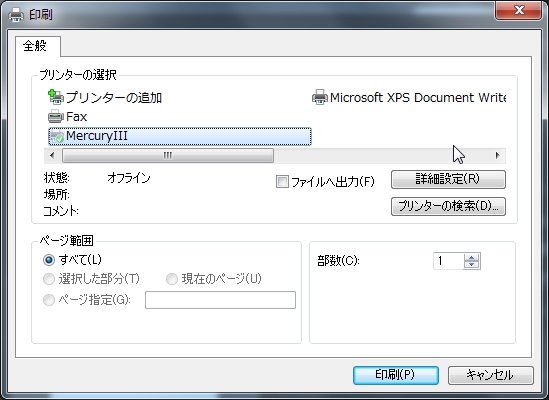 印刷
全般
プリンターの選択
プリンターの追加
Microsoft XPS Document Write
Fax
MercuryIII
状態: オフライン
場所:
コメント:
ファイルへ出力(F)
詳細設定(R)
プリンターの検索(D)...
ページ範囲
すべて(L)
選択した部分(T) 現在のページ(U)
ページ指定(G):
部数(C): 1
印刷(P) キャンセル